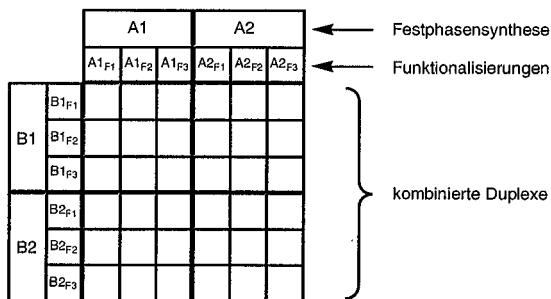 A1 A2 Festphasensynthese
A1F1 A1F2 A1F3 A2F1 A2F2 A2F3 Funktionalisierungen
B1 B1F1
B1F2
B1F3
B2 B2F1
B2F2
B2F3
kombinierte Duplexe